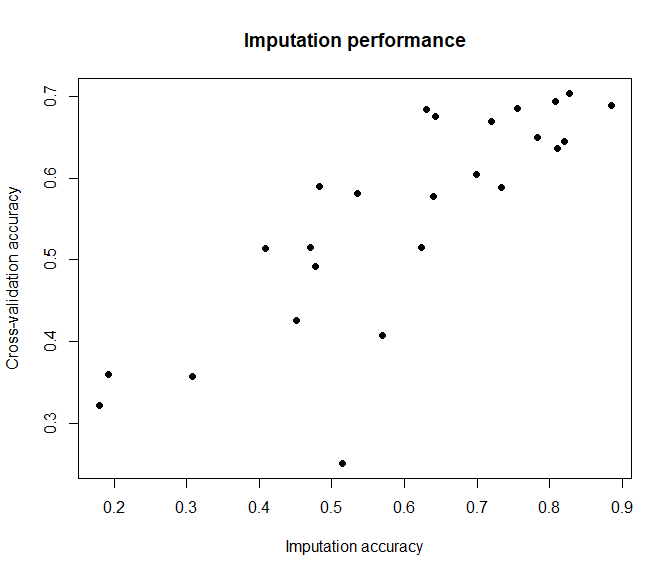 Imputation performance
Cross-validation accuracy
0.7
0.6
0.5
0.4
0.3
0.2 0.3 0.4 0.5 0.6 0.7 0.8 0.9
Imputation accuracy